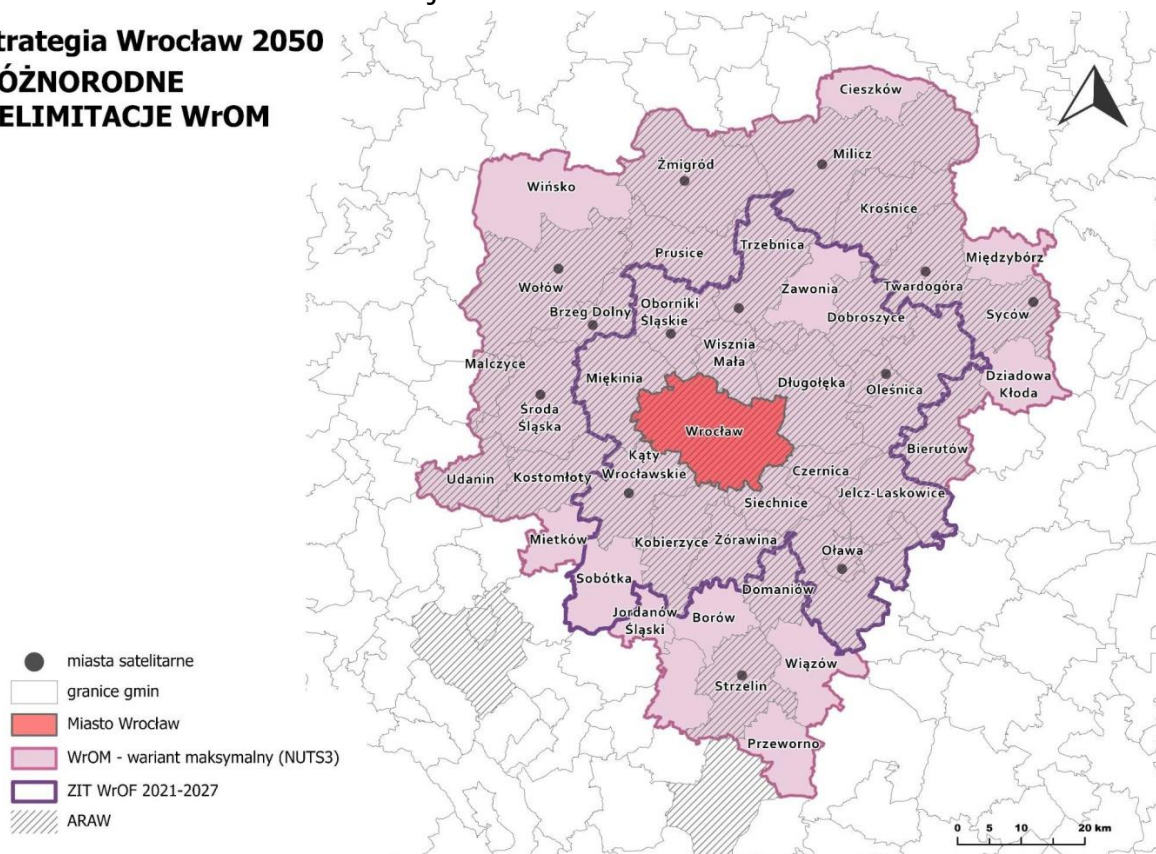 trategia Wrocław 2050
ÓŻNORODNE
ELIMITACJE WrOM
Cieszków
Milicz
Żmigród
Wińsko
Krośnice
Trzebnica
Prusice
Międzybórz
Wołów
Zawonia
Twardogóra
Oborniki
Śląskie
Brzeg Dolny
Syców
Dobroszyce
Wisznia
Mała
Malczyce
Miękinia
Długołęka
Oleśnica
Dziadowa
Kłoda
Środa
Śląska
Wrocław
Bierutów
Kąty
Wrocławskie
Czernica
Udanin
Kostomłoty
Jelcz-Laskowice
Siechnice
Mietków
Kobierzyce
Żórawina
Oława
Sobótka
Domaniów
Jordanów
Śląski
Borów
Wiązów
Strzelin
Przeworno
miasta satelitarne
granice gmin
Miasto Wrocław
WrOM - wariant maksymalny (NUTS3)
ZIT WrOF 2021-2027
ARAW
0 5 10 20 km